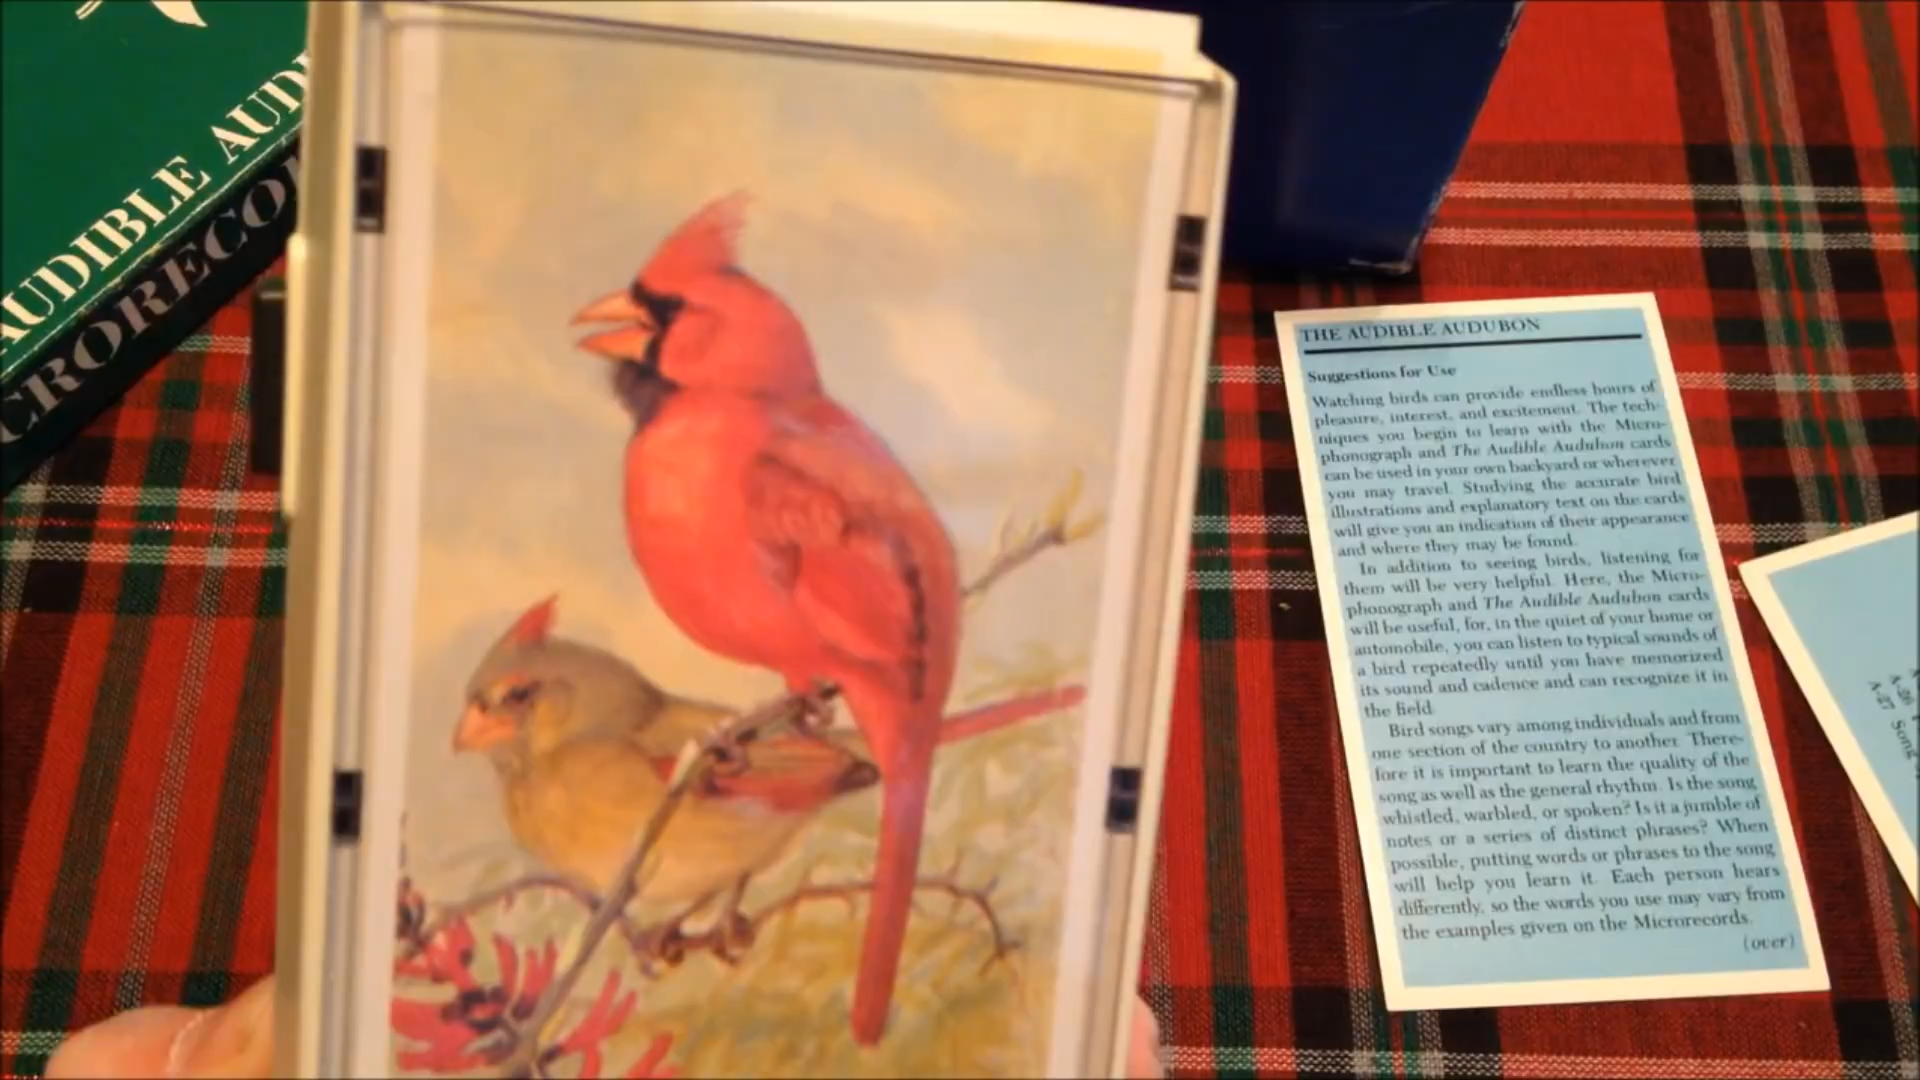 AUDIBLE AUDU
CRORECO
THE AUDIBLE AUDUBON
Suggestions for Use
Watching birds can provide endless hours of
pleasure, interest, and excitement. The tech-
niques you begin to learn with the Micro-
phonograph and The Audible Audubon cards
can be used in your own backyard or wherever
you may travel. Studying the accurate bird
illustrations and explanatory text on the cards
will give you an indication of their appearance
and where they may be found.
In addition to seeing birds, listening for
them will be very helpful. Here, the Micro-
phonograph and The Audible Audubon cards
will be useful, for, in the quiet of your home or
automobile, you can listen to typical sounds of
a bird repeatedly until you have memorized
its sound and cadence and can recognize it in
the field.
Bird songs vary among individuals and from
one section of the country to another. There-
fore it is important to learn the quality of the
song as well as the general rhythm. Is the song
whistled, warbled, or spoken? Is it a jumble of
notes or a series of distinct phrases? When
possible, putting words or phrases to the song
will help you learn it. Each person hears
differently, so the words you use may vary from
the examples given on the Microrecords.
(over)
A-26
A-27 Song